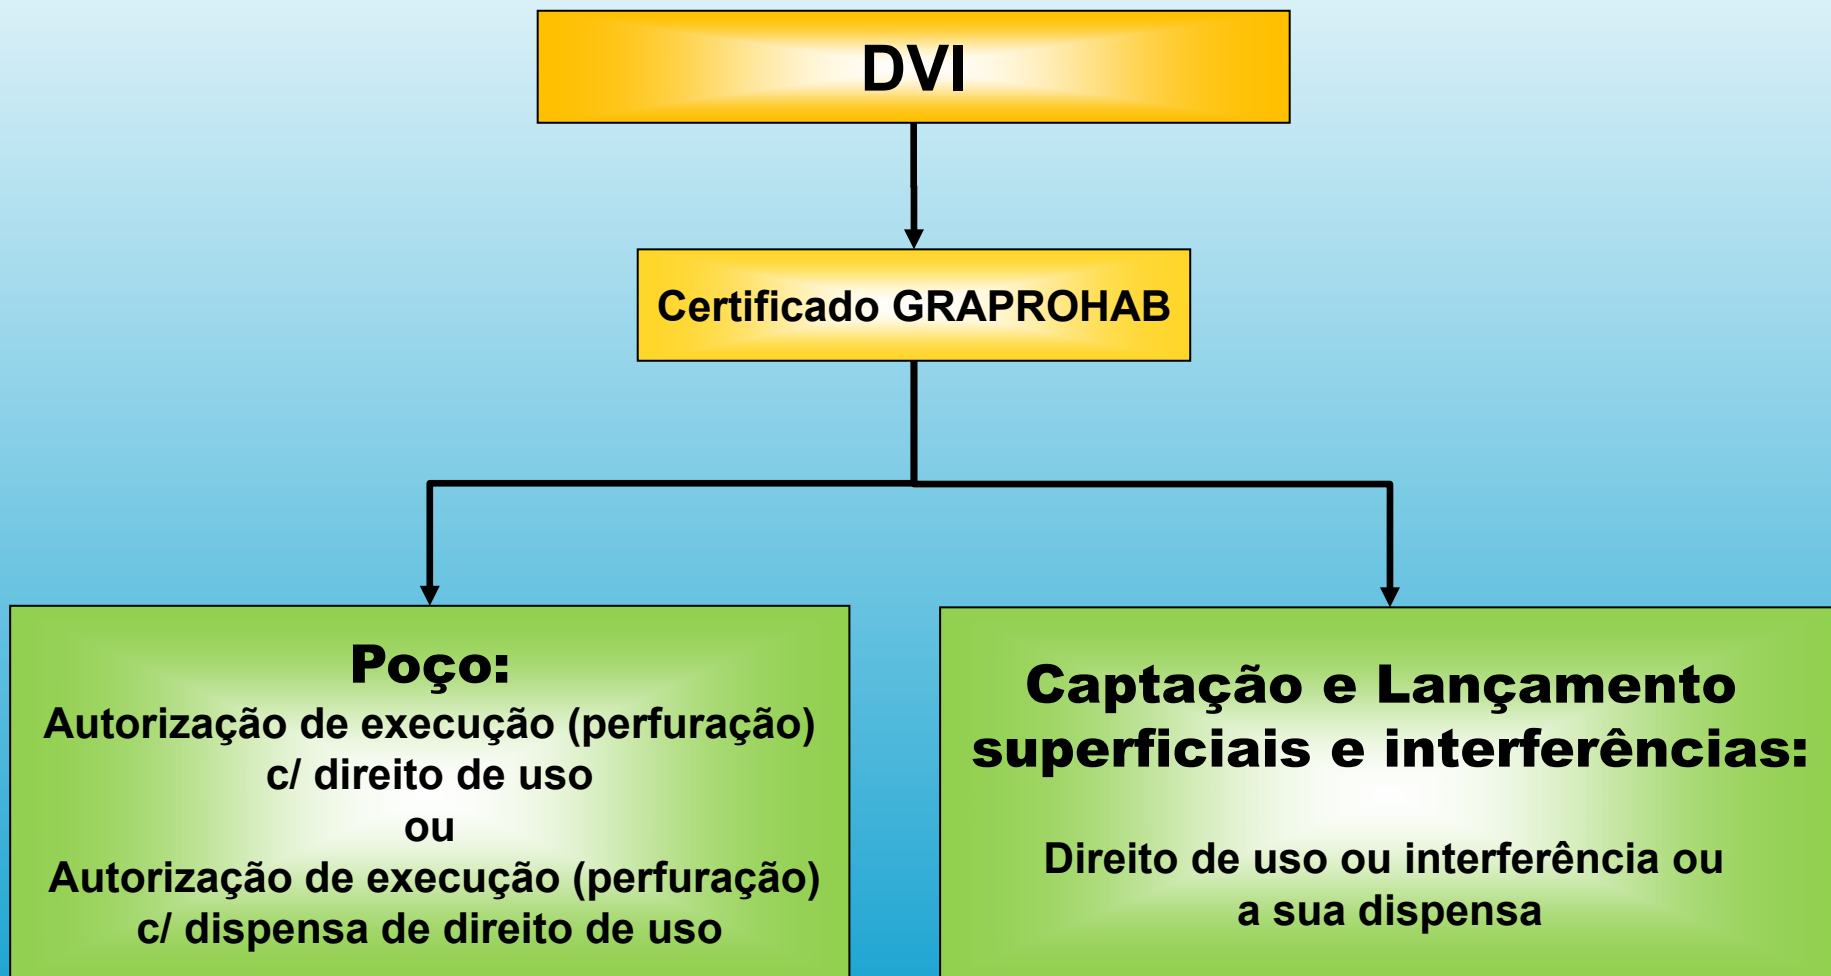 DVI
Certificado GRAPROHAB
Poço:
Autorização de execução (perfuração)
c/ direito de uso
ou
Autorização de execução (perfuração)
c/ dispensa de direito de uso
Captação e Lançamento
superficiais e interferências:
Direito de uso ou interferência ou
a sua dispensa